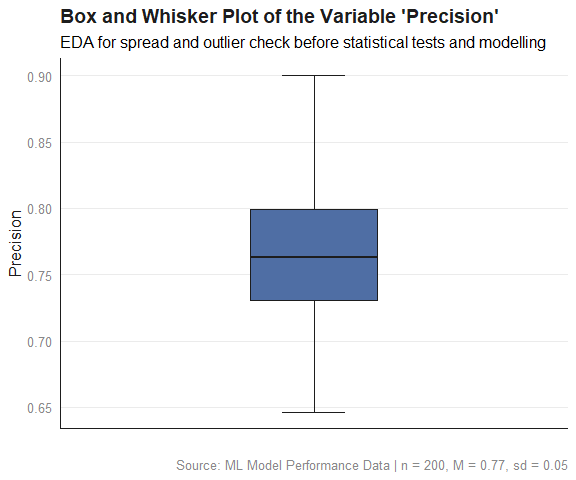 Box and Whisker Plot of the Variable 'Precision'
EDA for spread and outlier check before statistical tests and modelling
Precision
0.90
0.85
0.80
0.75
0.70
0.65
Source: ML Model Performance Data | n = 200, M = 0.77, sd = 0.05